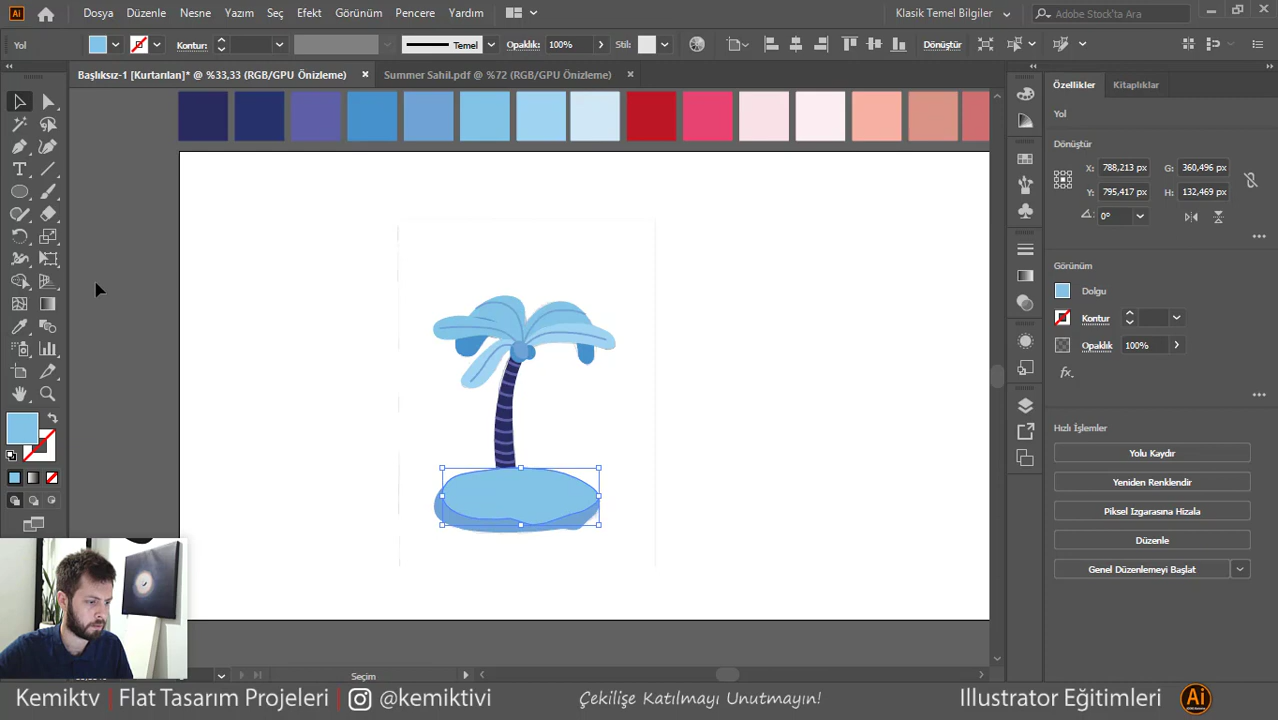 Ai Dosya Düzenle Nesne Yazım Seç Efekt Görünüm Pencere Yardım Klasik Temel Bilgiler Adobe Stock'ta Ara
Yol Kontur: Temel Opaklık: 100% Stil: Dönüştür
Başlıksız-1 [Kurtarılan]* @ %33,33 (RGB/GPU Önizleme) × Summer Sahil.pdf @ %72 (RGB/GPU Önizleme) ×
Özellikler Kitaplıklar
Yol
Dönüştür
X: 788,213 px G: 360,496 px
Y: 795,417 px H: 132,469 px
0°
Görünüm
Dolgu
Kontur
Opaklık 100%
fx.
Hızlı İşlemler
Yolu Kaydır
Yeniden Renklendir
Piksel Izgarasına Hizala
Düzenle
Genel Düzenlemeyi Başlat
Seçim
Kemiktv | Flat Tasarım Projeleri | @kemiktivi Çekilişe Katılmayı Unutmayın! Illustrator Eğitimleri Ai